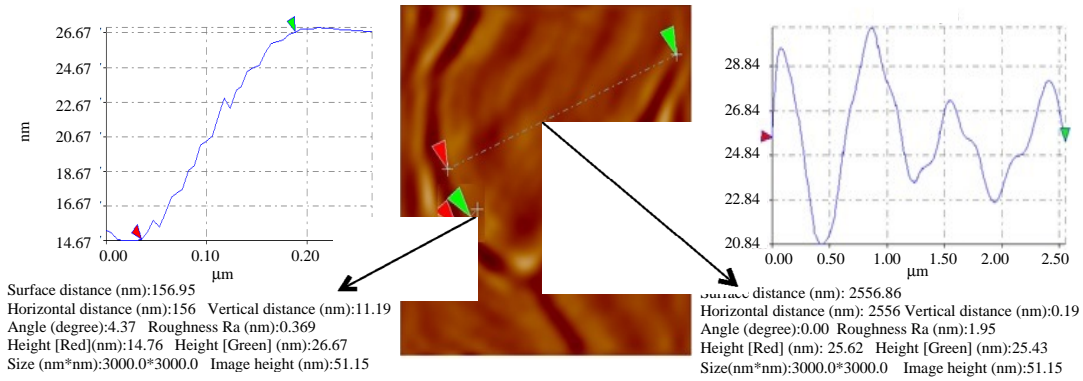 26.67
24.67
22.67
20.67
18.67
16.67
14.67
nm
0.00 0.10 0.20
μm
Surface distance (nm):156.95
Horizontal distance (nm):156 Vertical distance (nm):11.19
Angle (degree):4.37 Roughness Ra (nm):0.369
Height [Red](nm):14.76 Height [Green] (nm):26.67
Size (nm*nm):3000.0*3000.0 Image height (nm):51.15
28.84
26.84
24.84
22.84
20.84
0.00 0.50 1.00 1.50 2.00 2.50
μm
Surface distance (nm): 2556.86
Horizontal distance (nm): 2556 Vertical distance (nm):0.19
Angle (degree):0.00 Roughness Ra (nm):1.95
Height [Red] (nm): 25.62 Height [Green] (nm):25.43
Size(nm*nm):3000.0*3000.0 Image height (nm):51.15